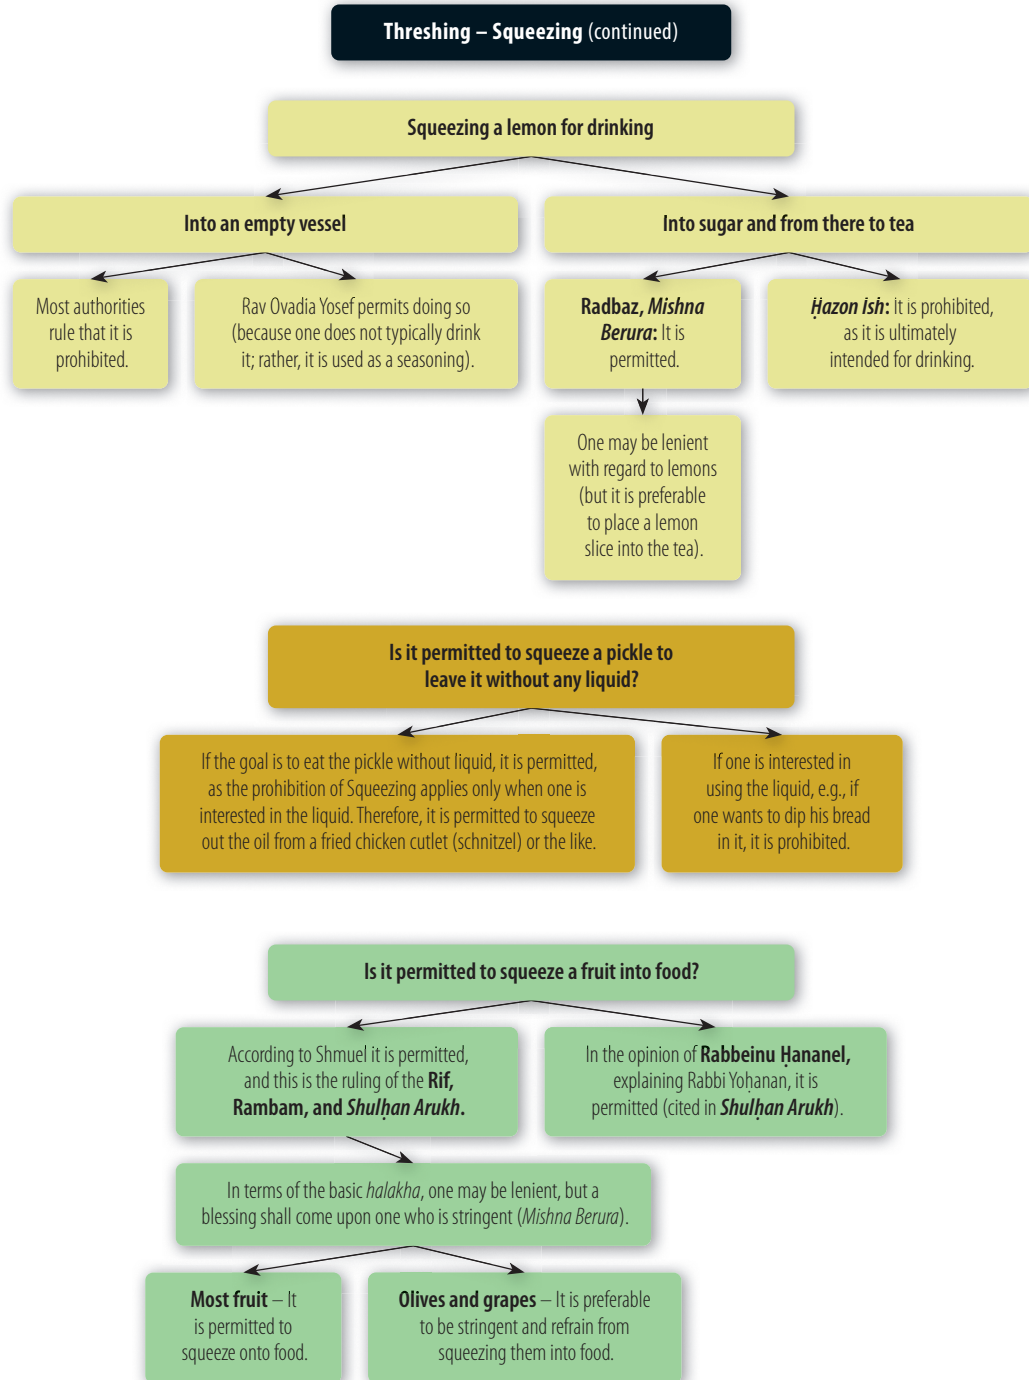 Threshing – Squeezing (continued)
Squeezing a lemon for drinking
Into an empty vessel
Into sugar and from there to tea
Most authorities
rule that it is
prohibited.
Rav Ovadia Yosef permits doing so
(because one does not typically drink
it; rather, it is used as a seasoning).
Radbaz, Mishna
Berura: It is
permitted.
Ḥazon Ish: It is prohibited,
as it is ultimately
intended for drinking.
One may be lenient
with regard to lemons
(but it is preferable
to place a lemon
slice into the tea).
Is it permitted to squeeze a pickle to
leave it without any liquid?
If the goal is to eat the pickle without liquid, it is permitted,
as the prohibition of Squeezing applies only when one is
interested in the liquid. Therefore, it is permitted to squeeze
out the oil from a fried chicken cutlet (schnitzel) or the like.
If one is interested in
using the liquid, e.g., if
one wants to dip his bread
in it, it is prohibited.
Is it permitted to squeeze a fruit into food?
According to Shmuel it is permitted,
and this is the ruling of the Rif,
Rambam, and Shulḥan Arukh.
In the opinion of Rabbeinu Ḥananel,
explaining Rabbi Yoḥanan, it is
permitted (cited in Shulḥan Arukh).
In terms of the basic halakha, one may be lenient, but a
blessing shall come upon one who is stringent (Mishna Berura).
Most fruit – It
is permitted to
squeeze onto food.
Olives and grapes – It is preferable
to be stringent and refrain from
squeezing them into food.